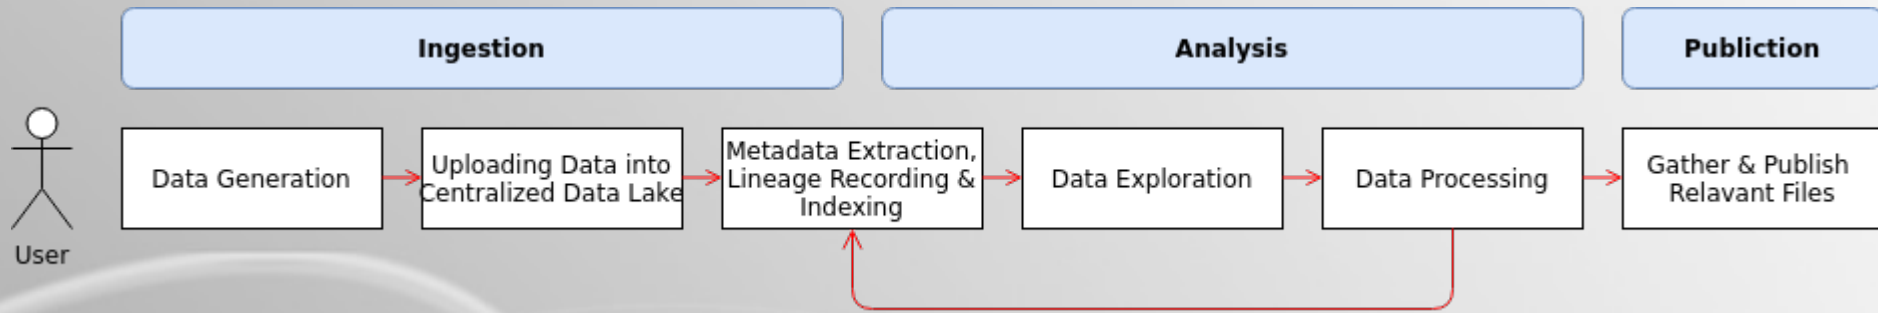 Ingestion
Analysis
Publiction
Data Generation
Uploading Data into
Centralized Data Lake
Metadata Extraction,
Lineage Recording &
Indexing
Data Exploration
Data Processing
Gather & Publish
Relavant Files
User